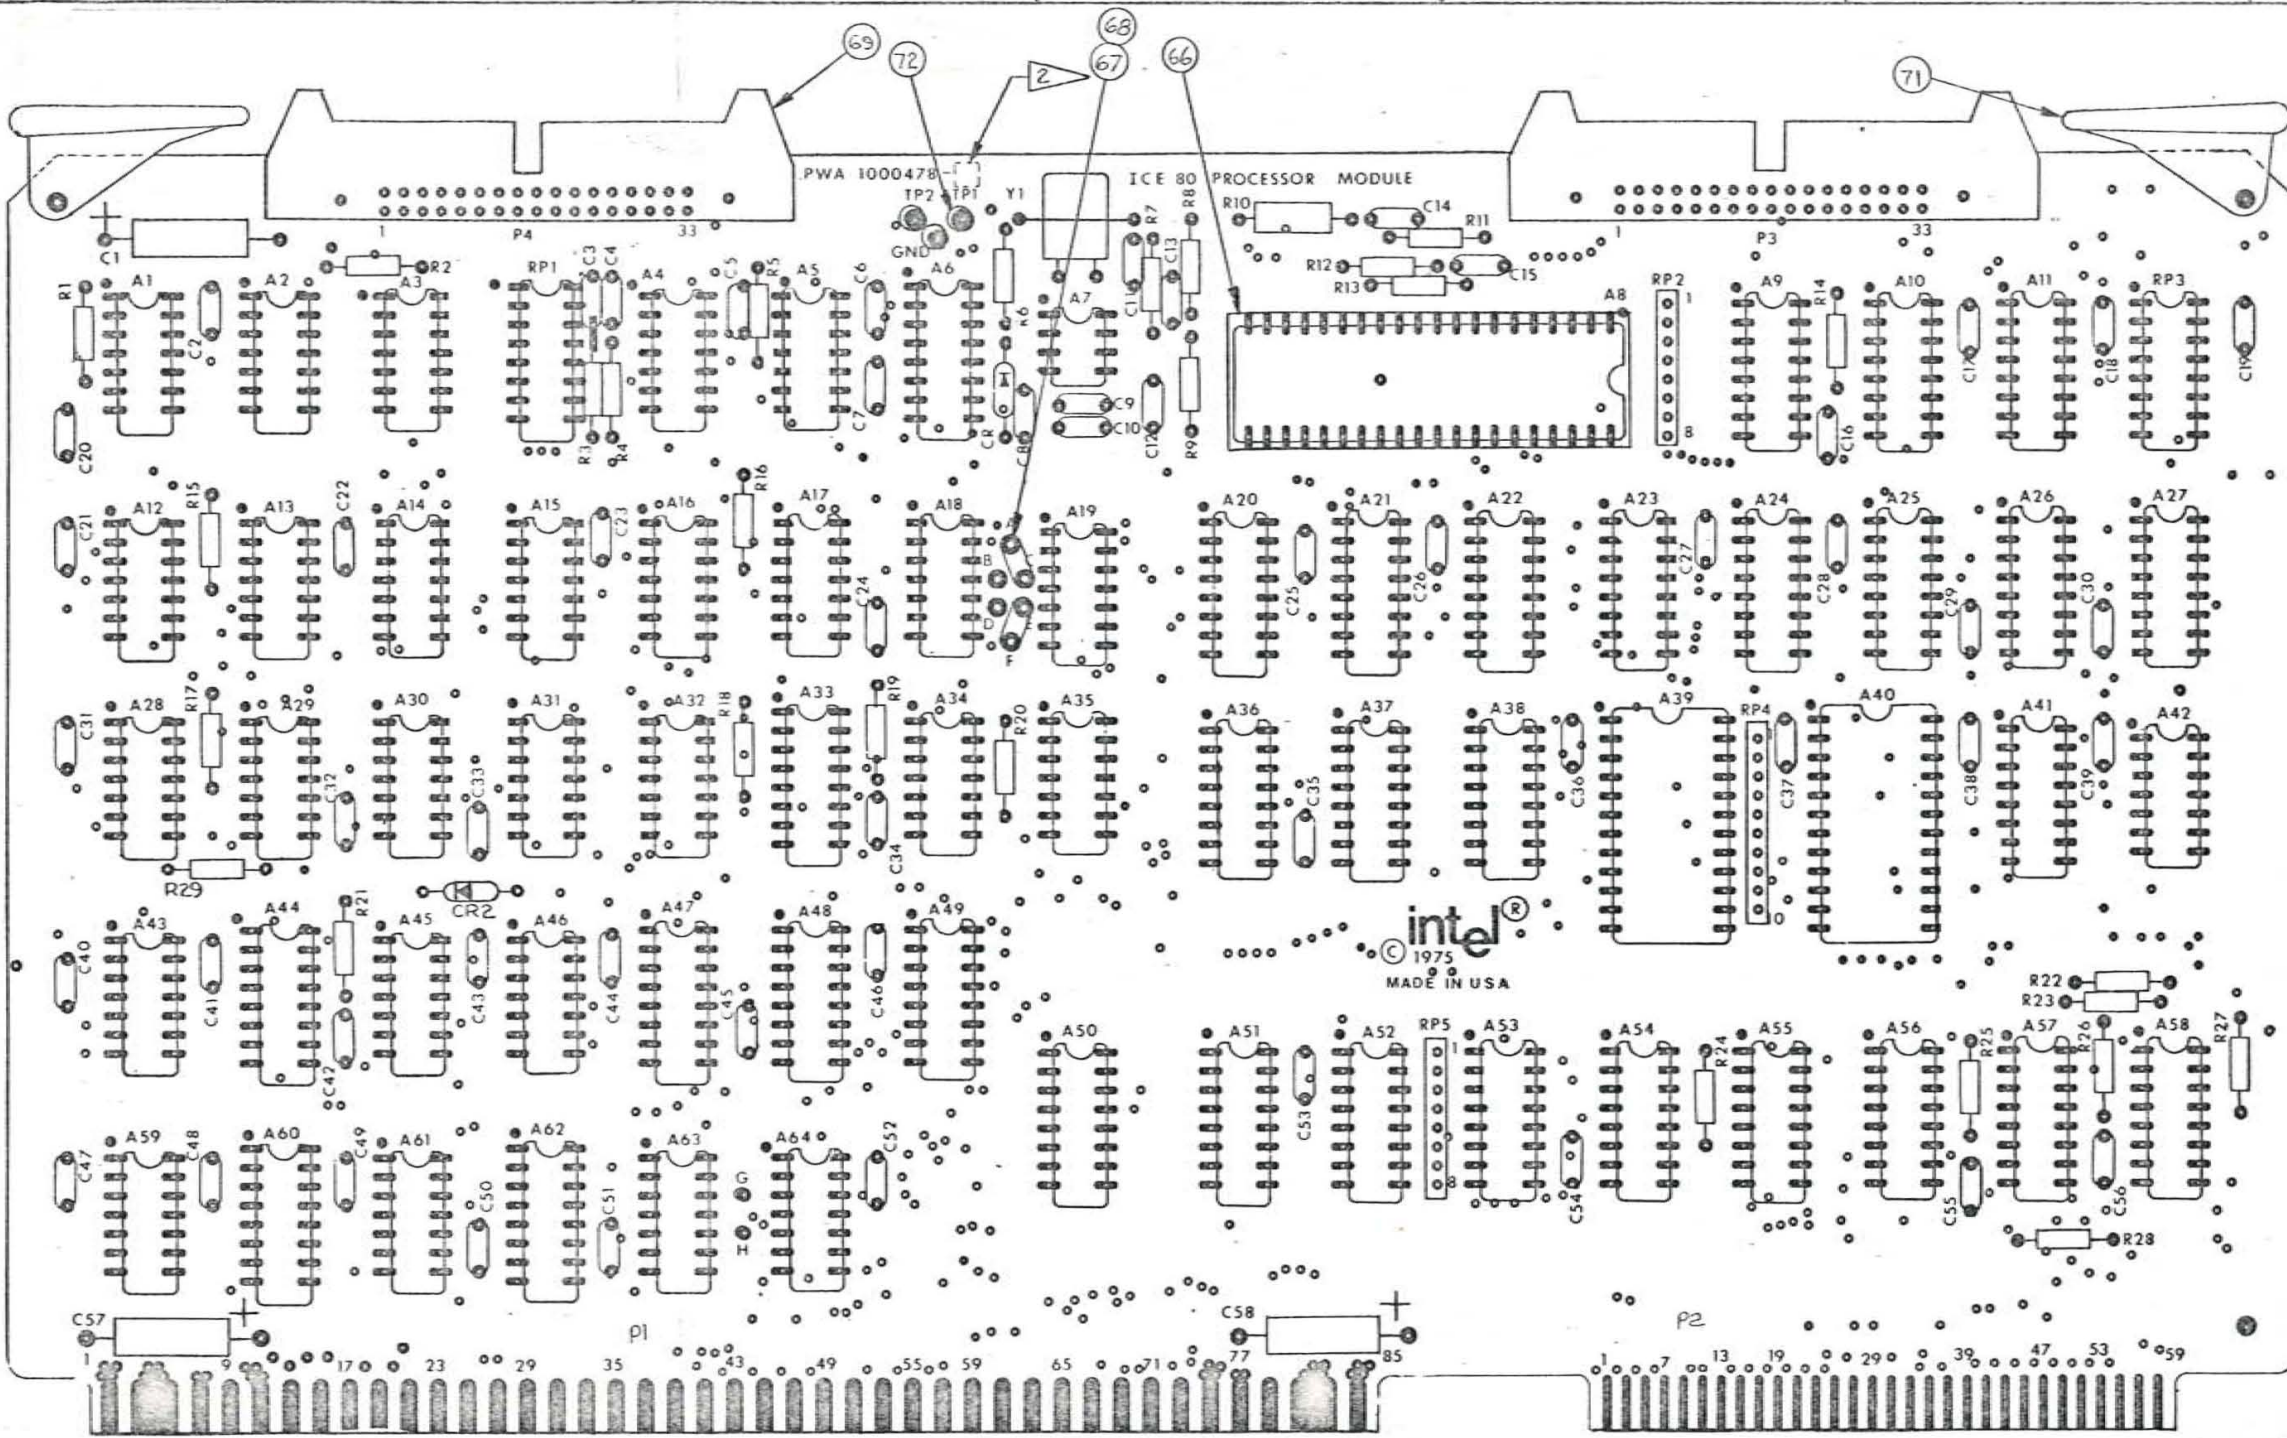 68
69
72
2
67
66
71
PWA 1000478-
ICE 80 PROCESSOR MODULE
TP2 TP1 Y1
GND
R7 R8 R10 C14 R11
1 P4 33
1 P3 33
C1 R2 C3 C4 C5 R5 C6 C11 C13 R12 C15 R13
R1 A1 C2 A2 A3 RP1 A4 A5 A6 R6 A7 A8 RP2 1 8 A9 R14 A10 A11 RP3
C17 C18 C19
C20 R3 R4 C7 CR C8 C9 C10 C12 R9 C16
C21 A12 R15 A13 C22 A14 A15 C23 A16 R16 A17 C24 A18 A19 A20 C25 A21 C26 A22 A23 C27 A24 C28 A25 C29 A26 C30 A27
B
D
F
C31 A28 R17 A29 C32 A30 C33 A31 A32 R18 A33 R19 C34 A34 R20 A35 A36 C35 A37 A38 C36 A39 RP4 C37 A40 C38 A41 C39 A42
R29 CR2
C40 A43 C41 A44 R21 C42 A45 C43 A46 C44 A47 C45 A48 C46 A49
intel®
© 1975
MADE IN USA
R22
R23
A50 A51 C53 A52 RP5 1 8 A53 C54 A54 R24 A55 A56 R25 A57 R26 A58 R27
C47 A59 C48 A60 C49 A61 C50 A62 C51 A63 G H A64 C52
C55 C56
R28
C57 P1 C58 P2
1 9 17 23 29 35 43 49 55 59 65 71 77 85
1 7 13 19 29 39 47 53 59